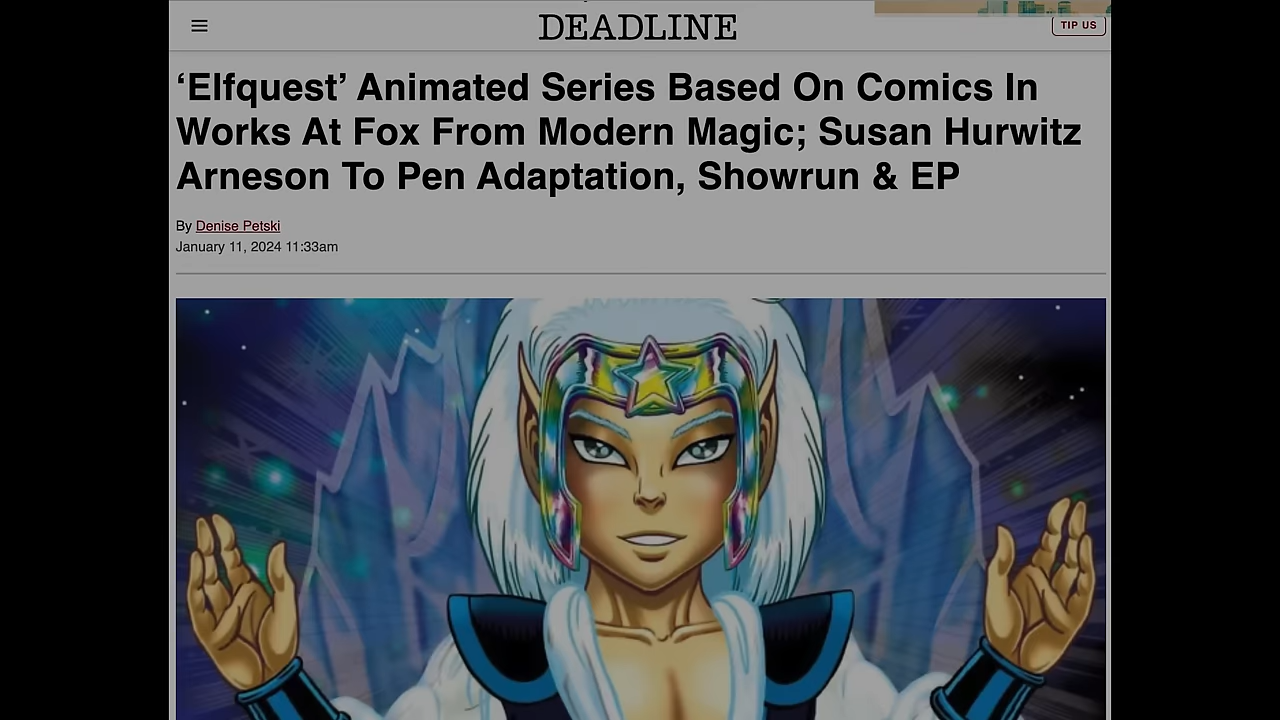 DEADLINE
TIP US
‘Elfquest’ Animated Series Based On Comics In
Works At Fox From Modern Magic; Susan Hurwitz
Arneson To Pen Adaptation, Showrun & EP
By Denise Petski
January 11, 2024 11:33am